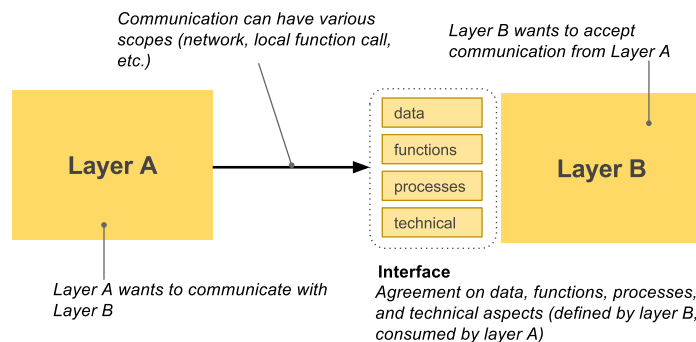 Communication can have various
scopes (network, local function call,
etc.)
Layer B wants to accept
communication from Layer A
Layer A
data
functions
processes
technical
Layer B
Layer A wants to communicate with
Layer B
Interface
Agreement on data, functions, processes,
and technical aspects (defined by layer B,
consumed by layer A)